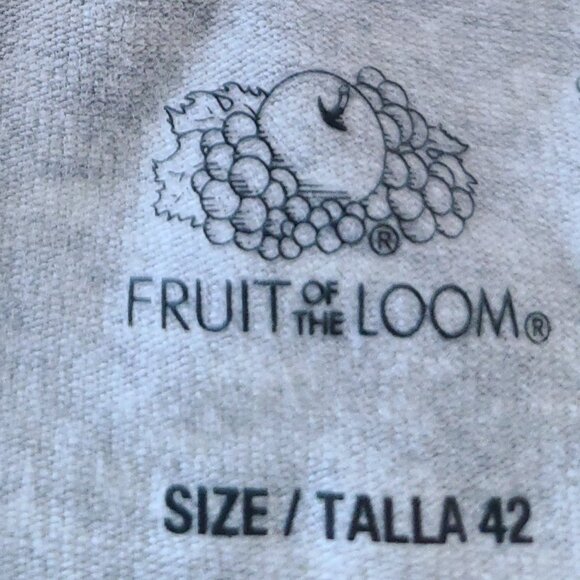 ®
FRUIT OF THE LOOM®
SIZE / TALLA 42